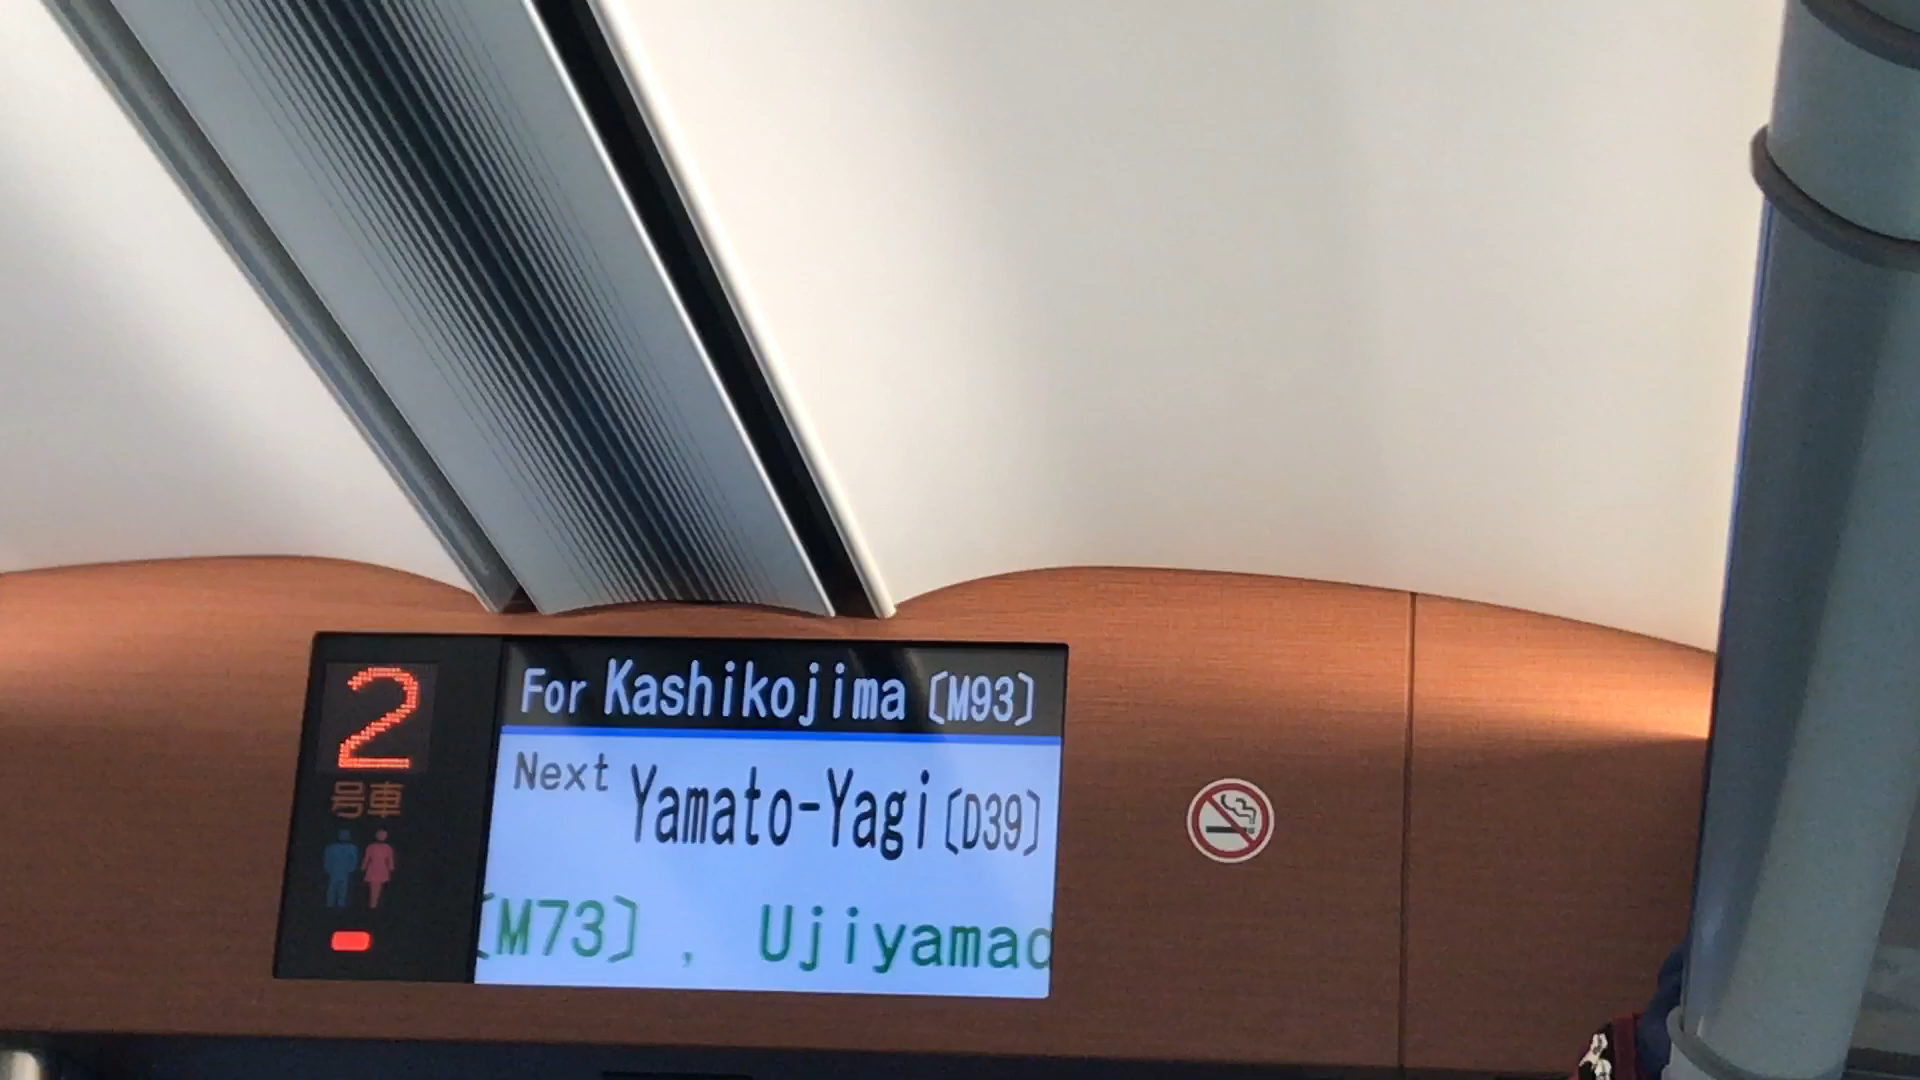 2
号車
For Kashikojima〔M93〕
Next Yamato-Yagi〔D39〕
〔M73〕, Ujiyamad